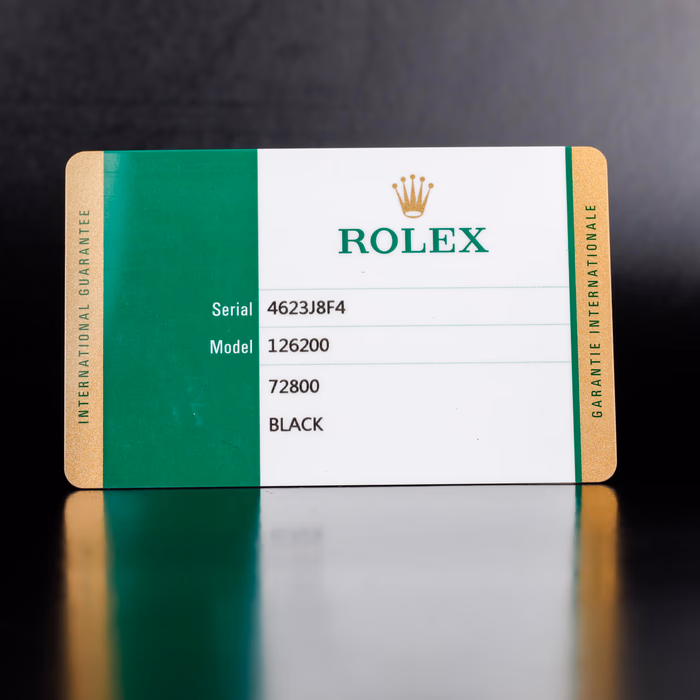 INTERNATIONAL GUARANTEE
ROLEX
Serial 4623J8F4
Model 126200
72800
BLACK
GARANTIE INTERNATIONALE